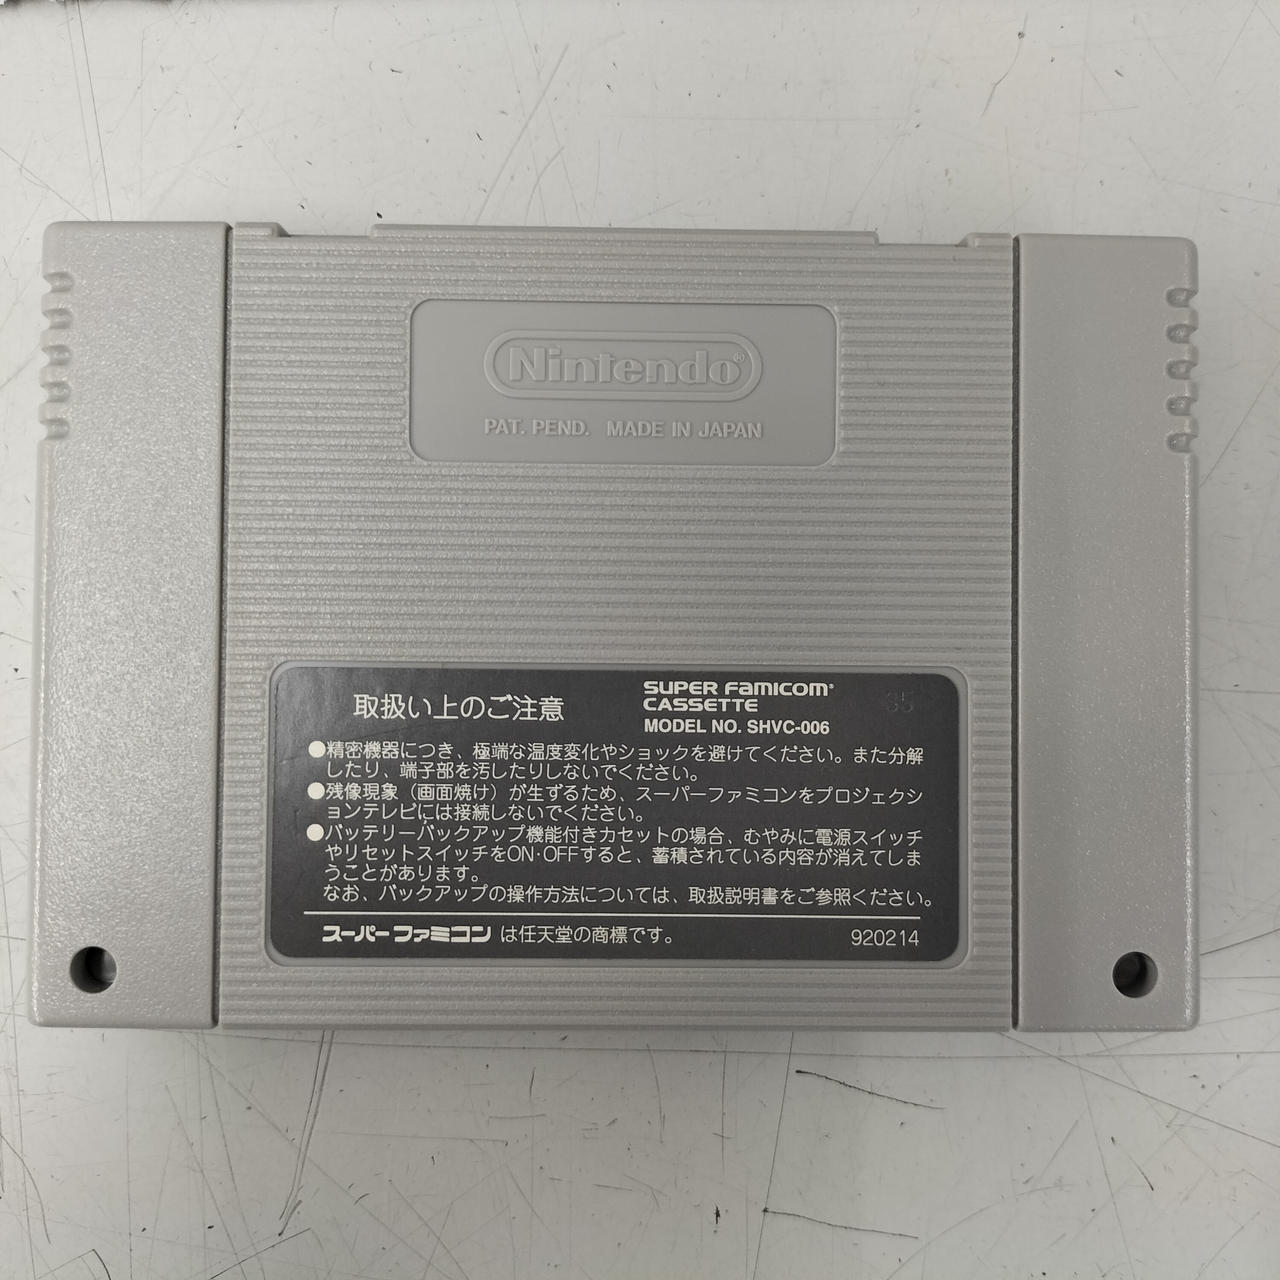 Nintendo®
PAT. PEND. MADE IN JAPAN
取扱い上のご注意
SUPER Famicom®
CASSETTE
MODEL NO. SHVC-006
35
●精密機器につき、極端な温度変化やショックを避けてください。また分解
したり、端子部を汚したりしないでください。
●残像現象（画面焼け）が生ずるため、スーパーファミコンをプロジェクシ
ョンテレビには接続しないでください。
●バッテリーバックアップ機能付きカセットの場合、むやみに電源スイッチ
やリセットスイッチをON·OFFすると、蓄積されている内容が消えてしま
うことがあります。
なお、バックアップの操作方法については、取扱説明書をご参照ください。
スーパーファミコン は任天堂の商標です。
920214